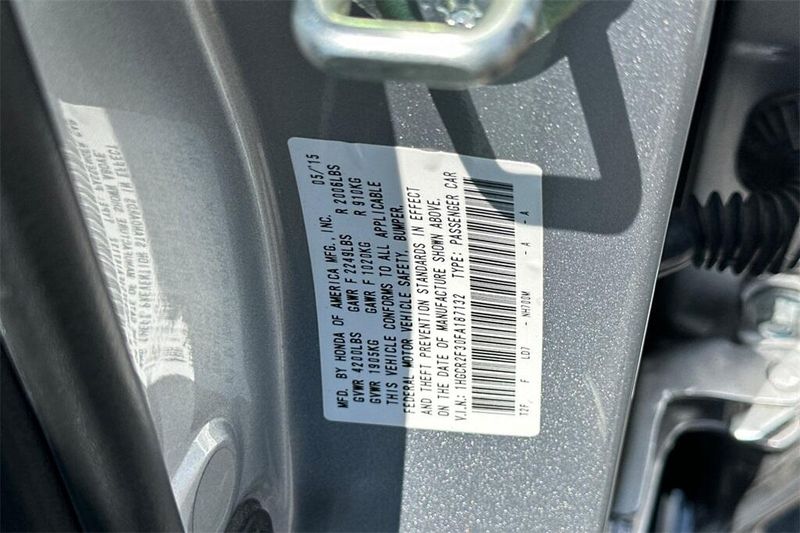 MFD. BY HONDA OF AMERICA MFG., INC. 05/'15
GVWR 4200LBS GAWR F 2249LBS R 2006LBS
GVWR 1905KG GAWR F 1020KG R 910KG
THIS VEHICLE CONFORMS TO ALL APPLICABLE
FEDERAL MOTOR VEHICLE SAFETY, BUMPER,
AND THEFT PREVENTION STANDARDS IN EFFECT
ON THE DATE OF MANUFACTURE SHOWN ABOVE.
V.I.N.: 1HGCR2F30FA187132 TYPE: PASSENGER CAR
T2F F LD7 - NH700M - A - A